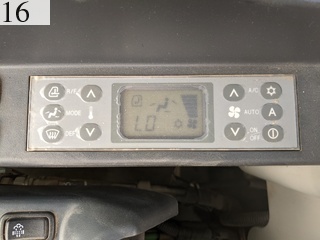 16
R/F
A/C
MODE
AUTO
A
LO
DEF
ON
OFF